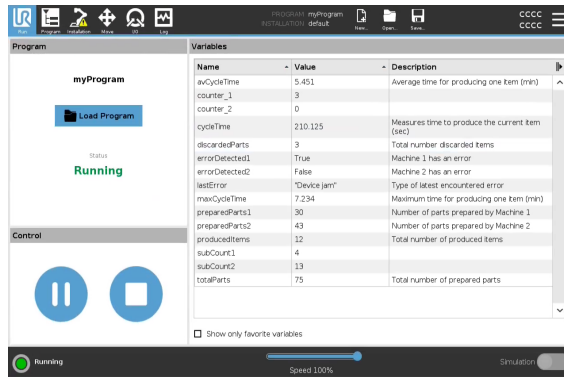 UR
PROGRAM myProgram
INSTALLATION default
CCCC
CCCC
Run Program Installation Move I/O Log New... Open... Save...
Program
myProgram
Load Program
Status
Running
Control
Variables
Name Value Description
avCycleTime 5.451 Average time for producing one item (min)
counter_1 3
counter_2 0
cycleTime 210.125 Measures time to produce the current item
(sec)
discardedParts 3 Total number discarded items
errorDetected1 True Machine 1 has an error
errorDetected2 False Machine 2 has an error
lastError "Device jam" Type of latest encountered error
maxCycleTime 7.234 Maximum time for producing one item (min)
preparedParts1 30 Number of parts prepared by Machine 1
preparedParts2 43 Number of parts prepared by Machine 2
producedItems 12 Total number of produced items
subCount1 4
subCount2 13
totalParts 75 Total number of prepared parts
Show only favorite variables
Running
Speed 100%
Simulation